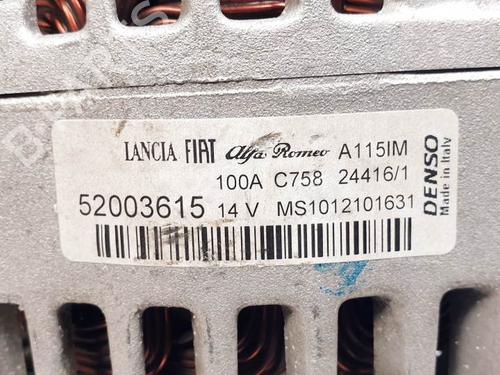 LANCIA FIAT Alfa Romeo A115IM
100A C758 24416/1
52003615 14 V MS1012101631
DENSO
Made in Italy